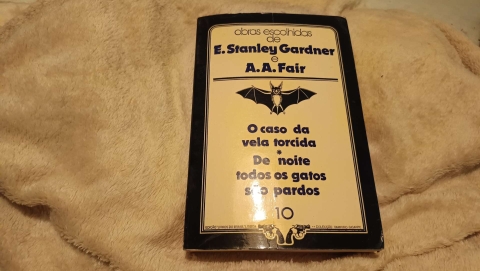 obras escolhidas
de
E. Stanley Gardner
e
A.A. Fair
O caso da
vela torcida
De noite
todos os gatos
são pardos
10